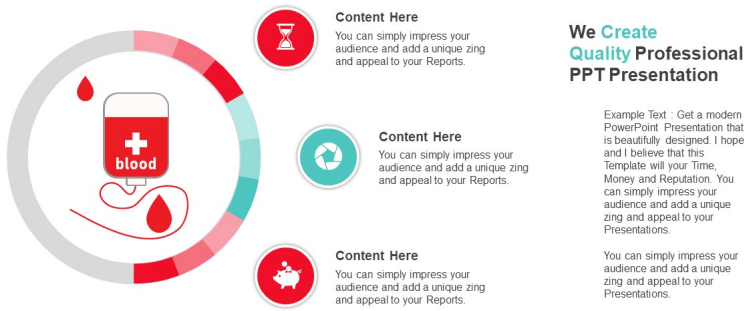 Content Here
You can simply impress your
audience and add a unique zing
and appeal to your Reports.
blood
Content Here
You can simply impress your
audience and add a unique zing
and appeal to your Reports.
Content Here
You can simply impress your
audience and add a unique zing
and appeal to your Reports.
We Create
Quality Professional
PPT Presentation
Example Text : Get a modern
PowerPoint Presentation that
is beautifully designed. I hope
and I believe that this
Template will your Time,
Money and Reputation. You
can simply impress your
audience and add a unique
zing and appeal to your
Presentations.
You can simply impress your
audience and add a unique
zing and appeal to your
Presentations.